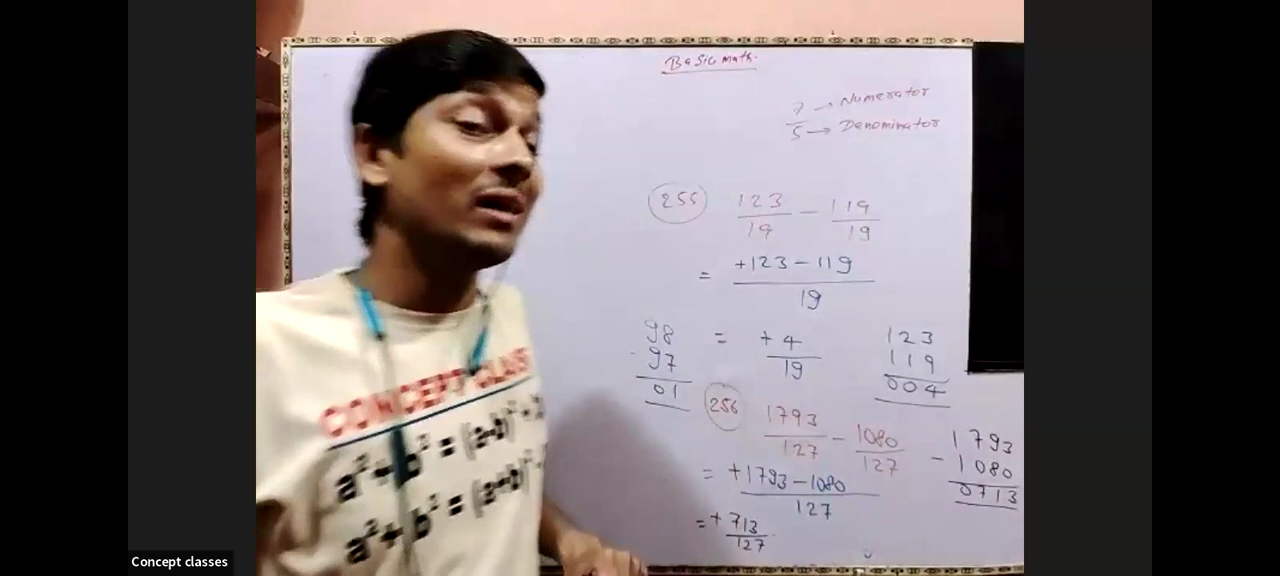 Basic math.
7 → Numerator
5 → Denominator
255 123/19 - 119/19
= +123-119/19
98
- 97
01
= +4/19
123
119
004
256 1793/127 - 1080/127
1793
- 1080
0713
= +1793-1080/127
= +713/127
CONCEPT CLASS
a² + b² = (a-b)² +
a² + b² = (a+b)² -
Concept classes